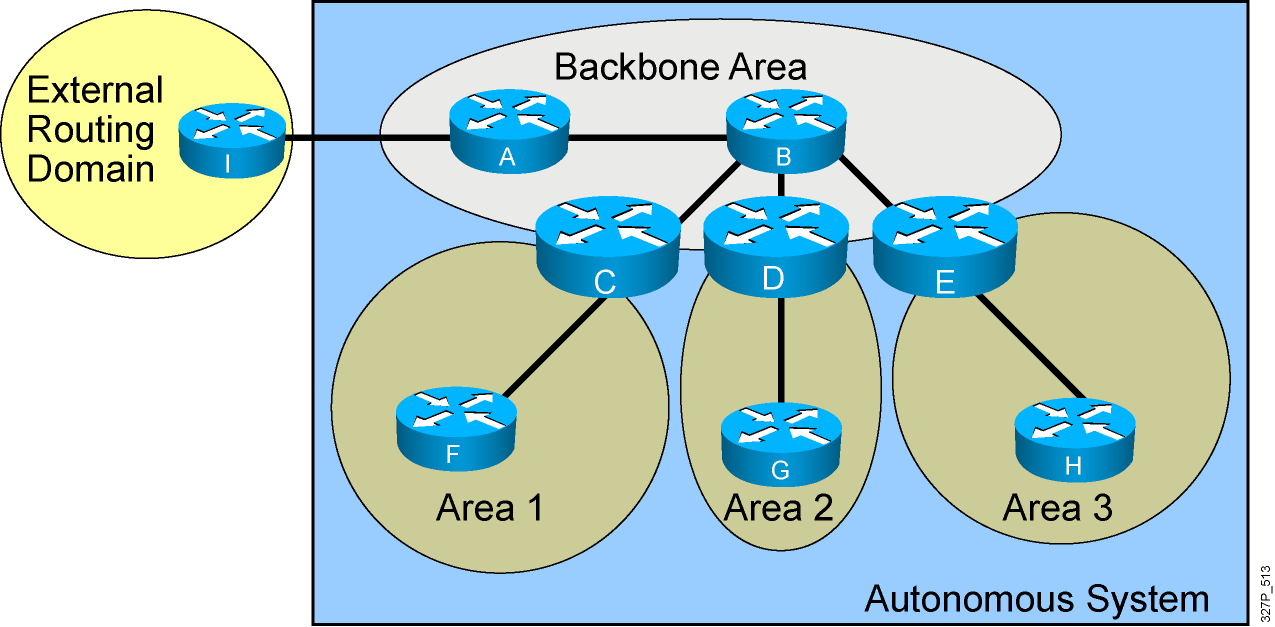 External
Routing
Domain
I
Backbone Area
A
B
C
D
E
F
G
H
Area 1
Area 2
Area 3
Autonomous System
327P_513